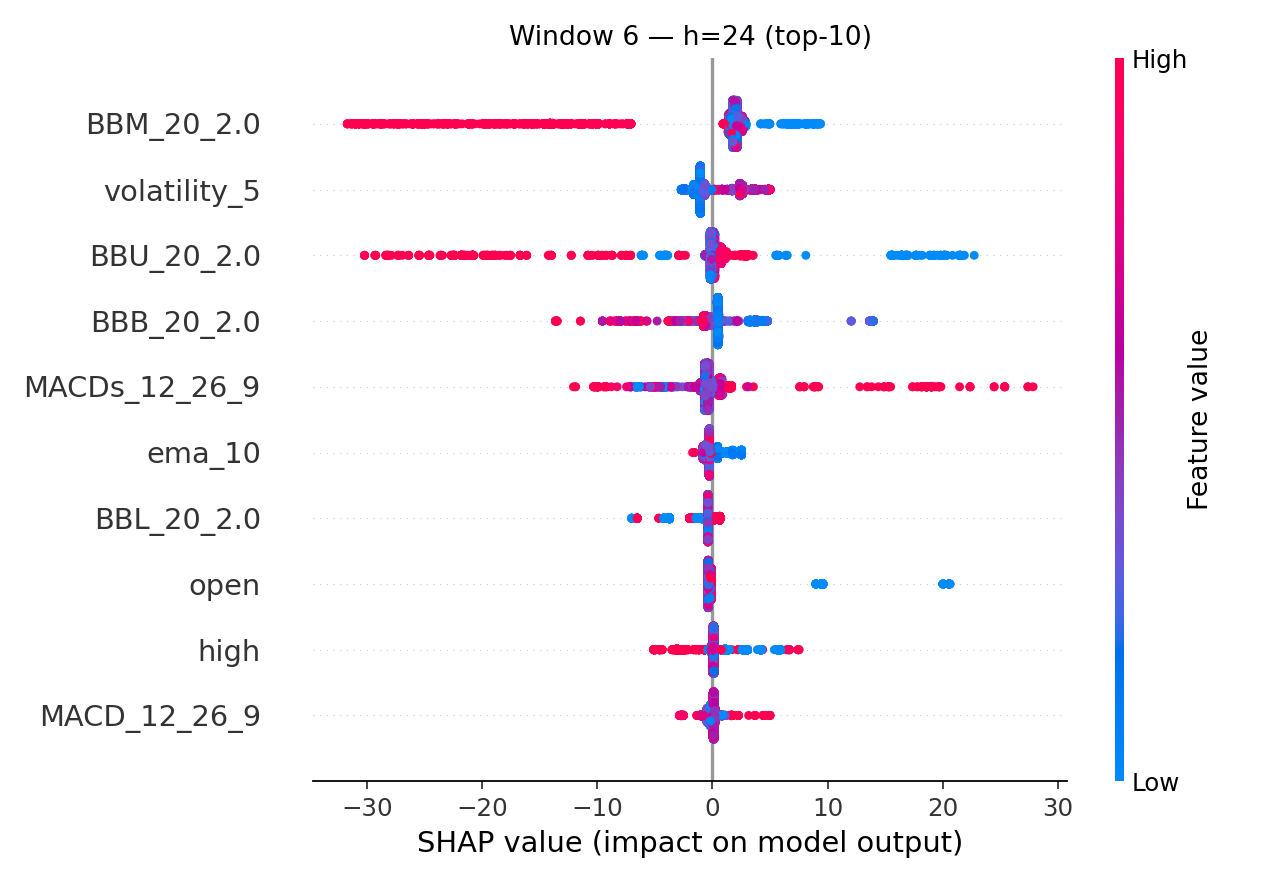 Window 6 — h=24 (top-10)
High
BBM_20_2.0
volatility_5
BBU_20_2.0
BBB_20_2.0
MACDs_12_26_9
ema_10
BBL_20_2.0
open
high
MACD_12_26_9
Feature value
Low
−30 −20 −10 0 10 20 30
SHAP value (impact on model output)